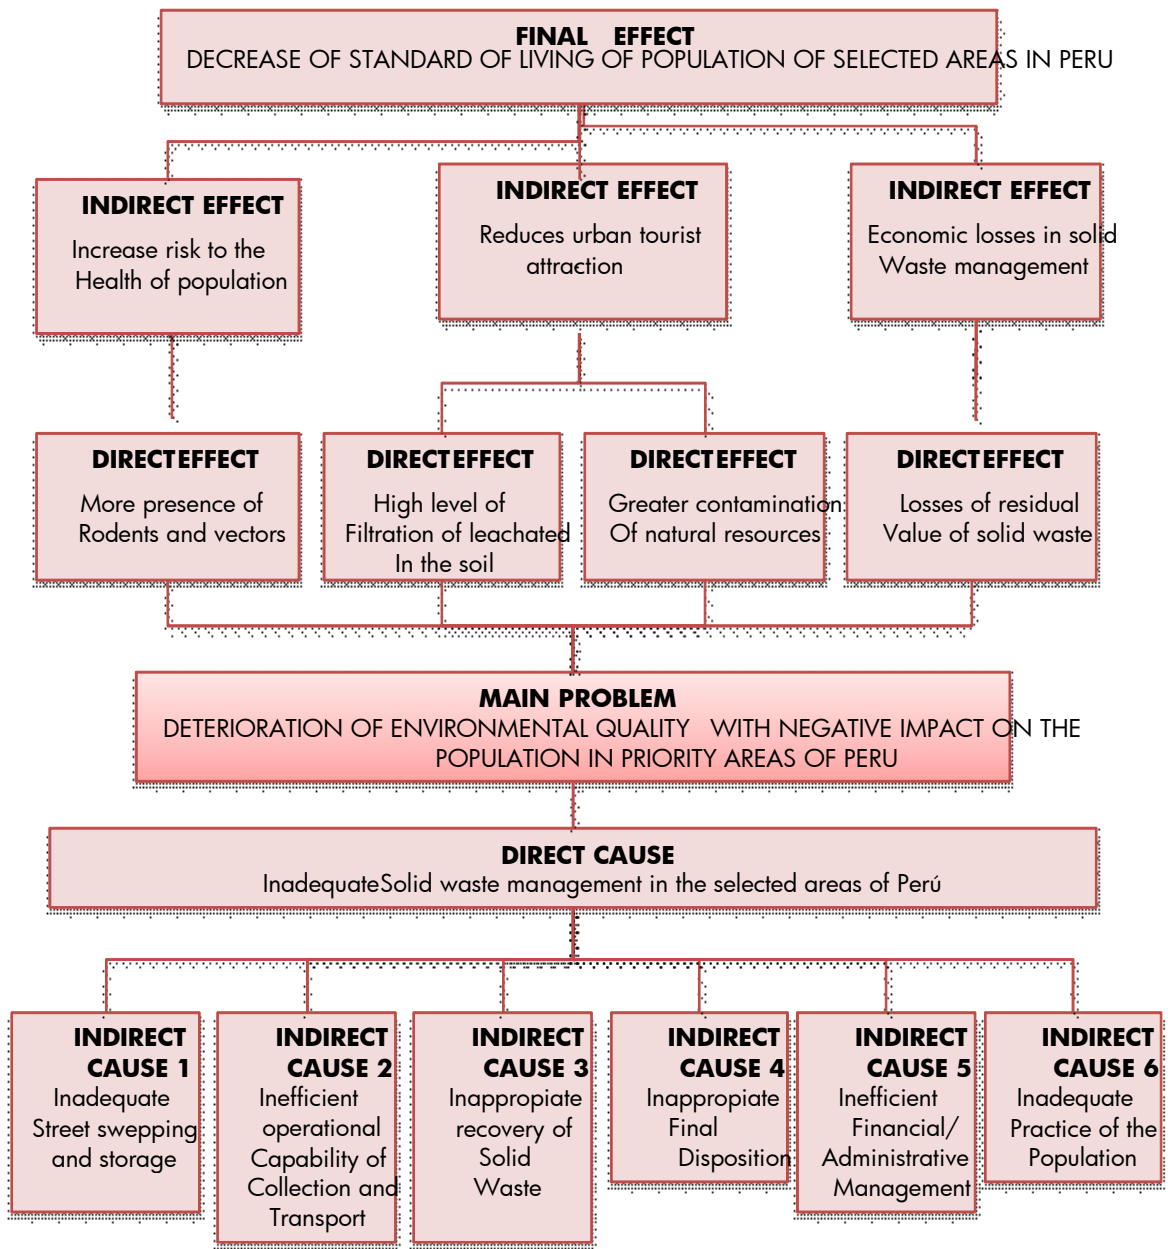 FINAL EFFECT
DECREASE OF STANDARD OF LIVING OF POPULATION OF SELECTED AREAS IN PERU
INDIRECT EFFECT
Increase risk to the
Health of population
INDIRECT EFFECT
Reduces urban tourist
attraction
INDIRECT EFFECT
Economic losses in solid
Waste management
DIRECTEFFECT
More presence of
Rodents and vectors
DIRECTEFFECT
High level of
Filtration of leachated
In the soil
DIRECTEFFECT
Greater contamination
Of natural resources
DIRECTEFFECT
Losses of residual
Value of solid waste
MAIN PROBLEM
DETERIORATION OF ENVIRONMENTAL QUALITY WITH NEGATIVE IMPACT ON THE
POPULATION IN PRIORITY AREAS OF PERU
DIRECT CAUSE
InadequateSolid waste management in the selected areas of Perú
INDIRECT
CAUSE 1
Inadequate
Street swepping
and storage
INDIRECT
CAUSE 2
Inefficient
operational
Capability of
Collection and
Transport
INDIRECT
CAUSE 3
Inappropiate
recovery of
Solid
Waste
INDIRECT
CAUSE 4
Inappropiate
Final
Disposition
INDIRECT
CAUSE 5
Inefficient
Financial/
Administrative
Management
INDIRECT
CAUSE 6
Inadequate
Practice of the
Population